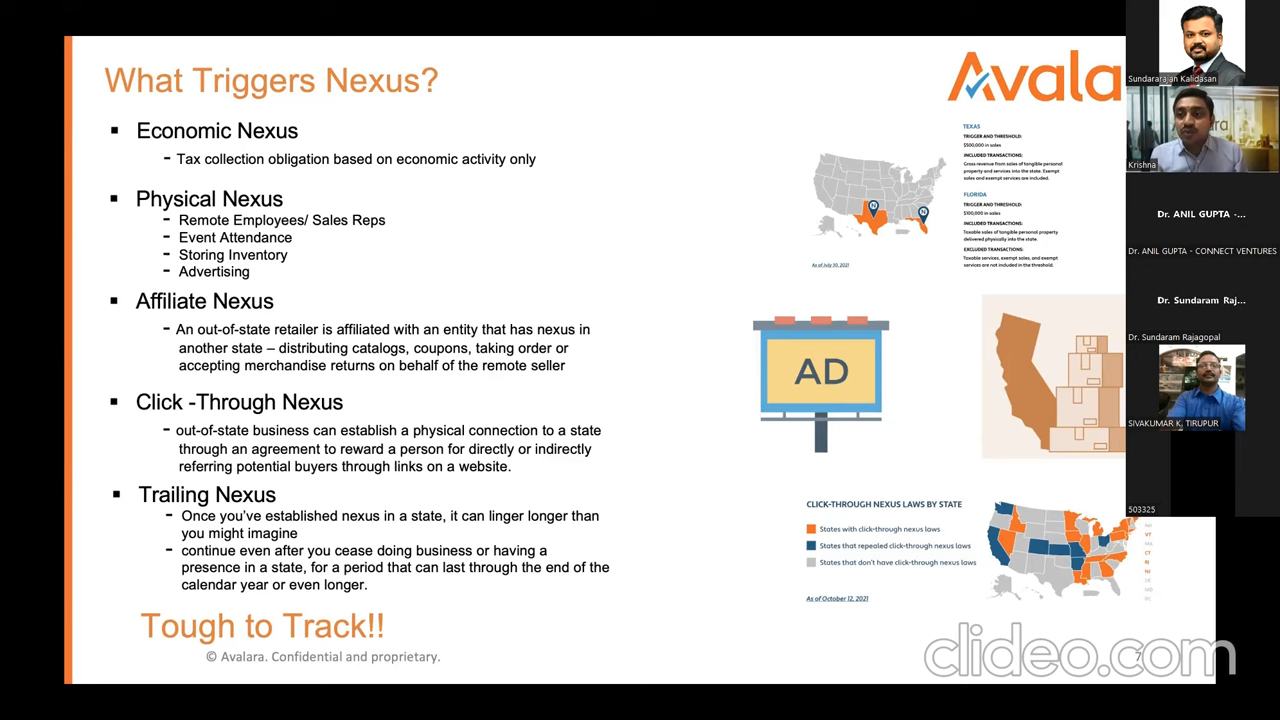 What Triggers Nexus?
▪ Economic Nexus
- Tax collection obligation based on economic activity only
▪ Physical Nexus
- Remote Employees/ Sales Reps
- Event Attendance
- Storing Inventory
- Advertising
▪ Affiliate Nexus
- An out-of-state retailer is affiliated with an entity that has nexus in
another state – distributing catalogs, coupons, taking order or
accepting merchandise returns on behalf of the remote seller
▪ Click -Through Nexus
- out-of-state business can establish a physical connection to a state
through an agreement to reward a person for directly or indirectly
referring potential buyers through links on a website.
▪ Trailing Nexus
- Once you've established nexus in a state, it can linger longer than
you might imagine
- continue even after you cease doing business or having a
presence in a state, for a period that can last through the end of the
calendar year or even longer.
Tough to Track!!
© Avalara. Confidential and proprietary.
Avala
TEXAS
TRIGGER AND THRESHOLD:
$500,000 in sales
INCLUDED TRANSACTIONS:
Gross revenue from sales of tangible personal
property and services into the state. Exempt
sales and exempt services are included.
FLORIDA
TRIGGER AND THRESHOLD:
$100,000 in sales
INCLUDED TRANSACTIONS:
Taxable sales of tangible personal property
delivered physically into the state.
EXCLUDED TRANSACTIONS:
Taxable services, exempt sales, and exempt
services are not included in the threshold.
As of July 30, 2021
AD
CLICK-THROUGH NEXUS LAWS BY STATE
States with click-through nexus laws
States that repealed click-through nexus laws
States that don't have click-through nexus laws
As of October 12, 2021
VT
CT
RI
NJ
7
clideo.com
Sundararajan Kalidasan
Krishna
Dr. ANIL GUPTA -...
Dr. ANIL GUPTA - CONNECT VENTURES
Dr. Sundaram Raj...
Dr. Sundaram Rajagopal
SIVAKUMAR K. TIRUPUR
503325